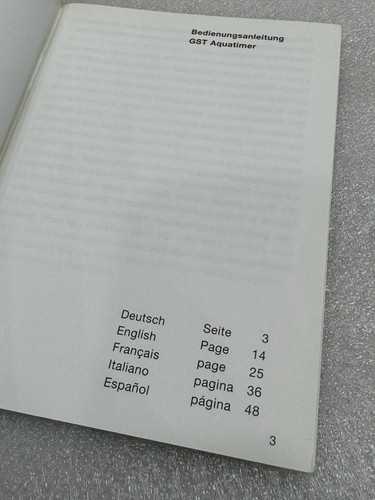 Bedienungsanleitung
GST Aquatimer
Deutsch Seite 3
English Page 14
Français page 25
Italiano pagina 36
Español página 48
3